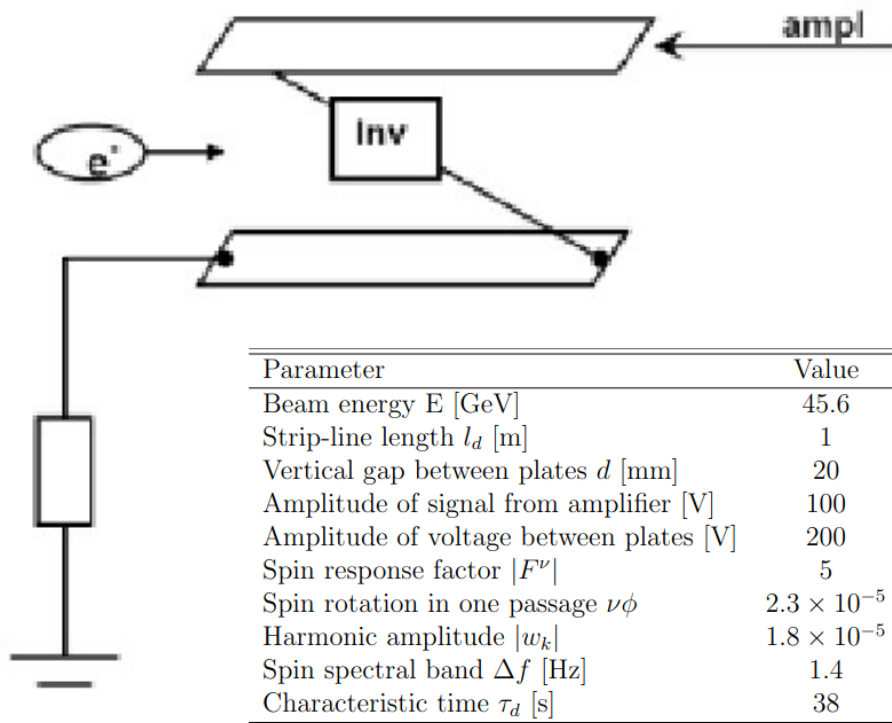 ampl
Inv
e-
Parameter Value
Beam energy E [GeV] 45.6
Strip-line length l_d [m] 1
Vertical gap between plates d [mm] 20
Amplitude of signal from amplifier [V] 100
Amplitude of voltage between plates [V] 200
Spin response factor |F^ν| 5
Spin rotation in one passage νϕ 2.3 × 10^−5
Harmonic amplitude |w_k| 1.8 × 10^−5
Spin spectral band Δf [Hz] 1.4
Characteristic time τ_d [s] 38